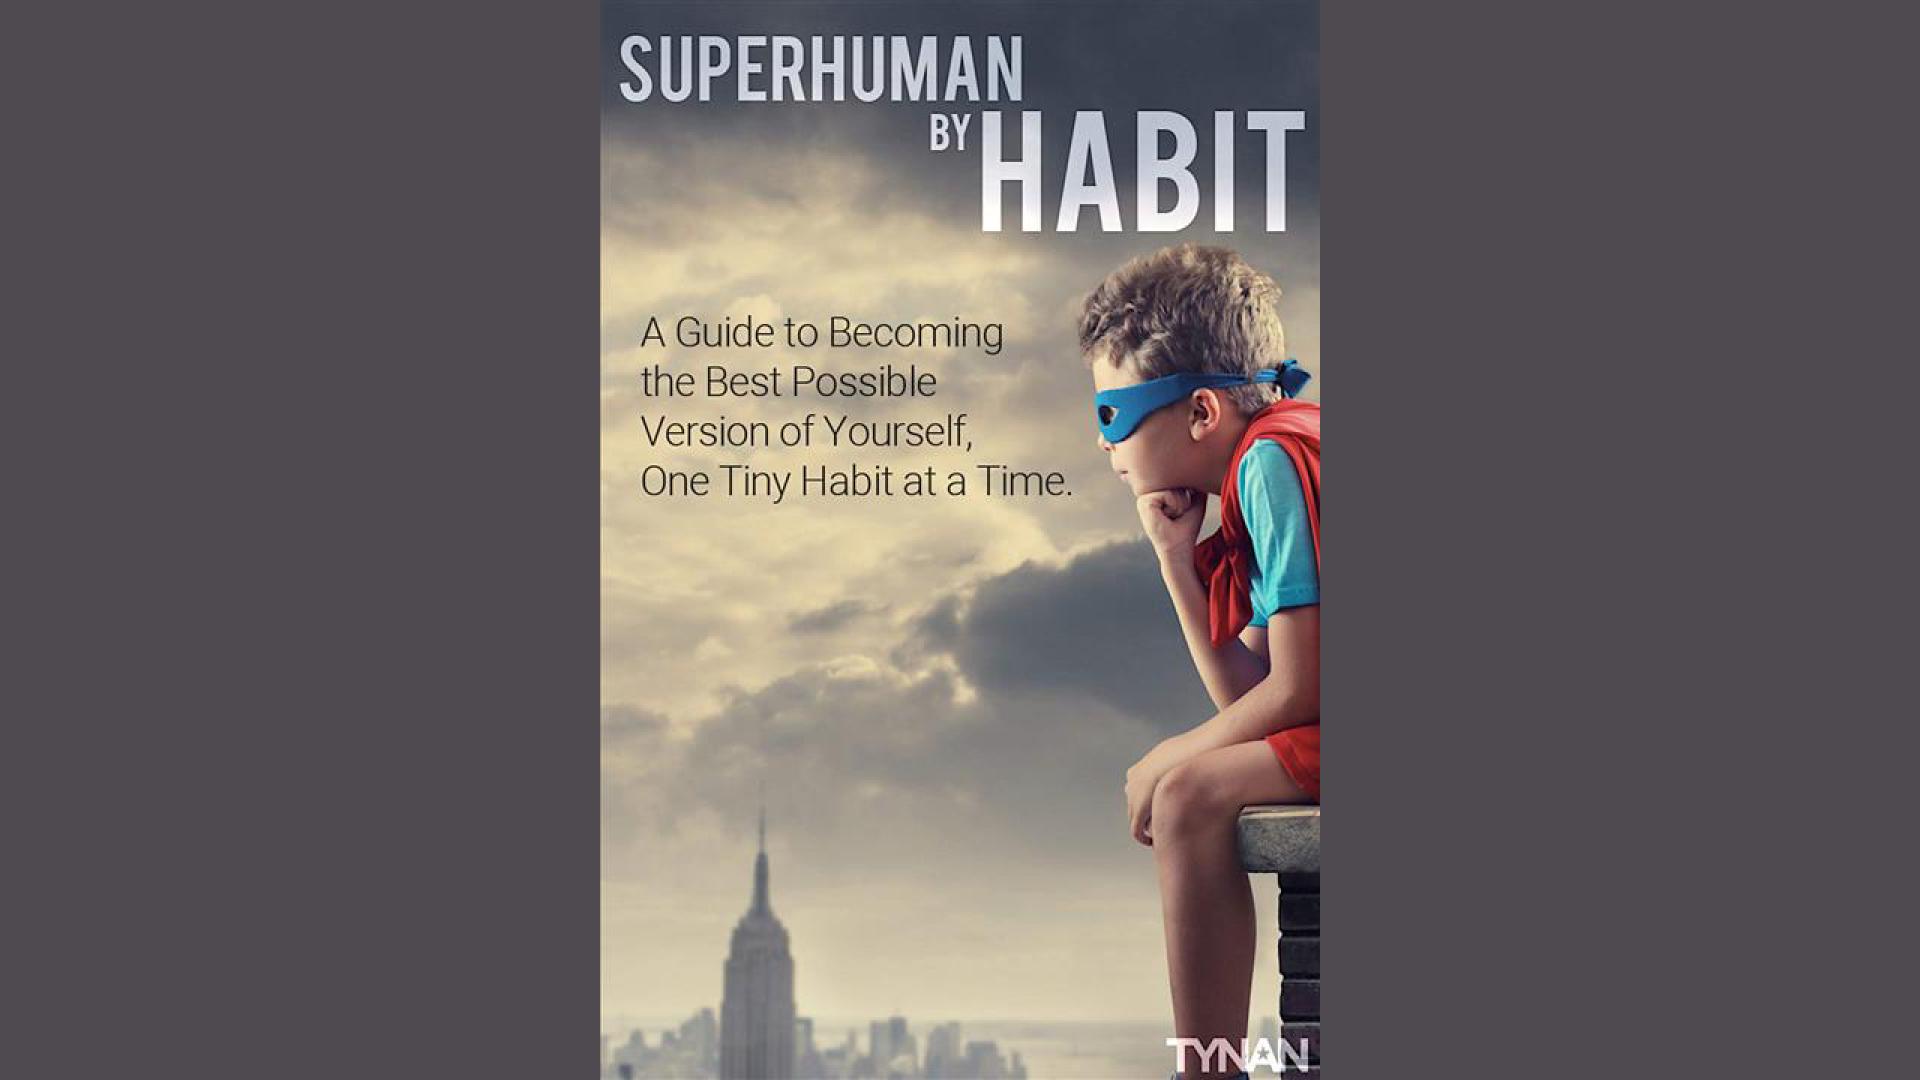 SUPERHUMAN
BY HABIT
A Guide to Becoming
the Best Possible
Version of Yourself,
One Tiny Habit at a Time.
TYNAN